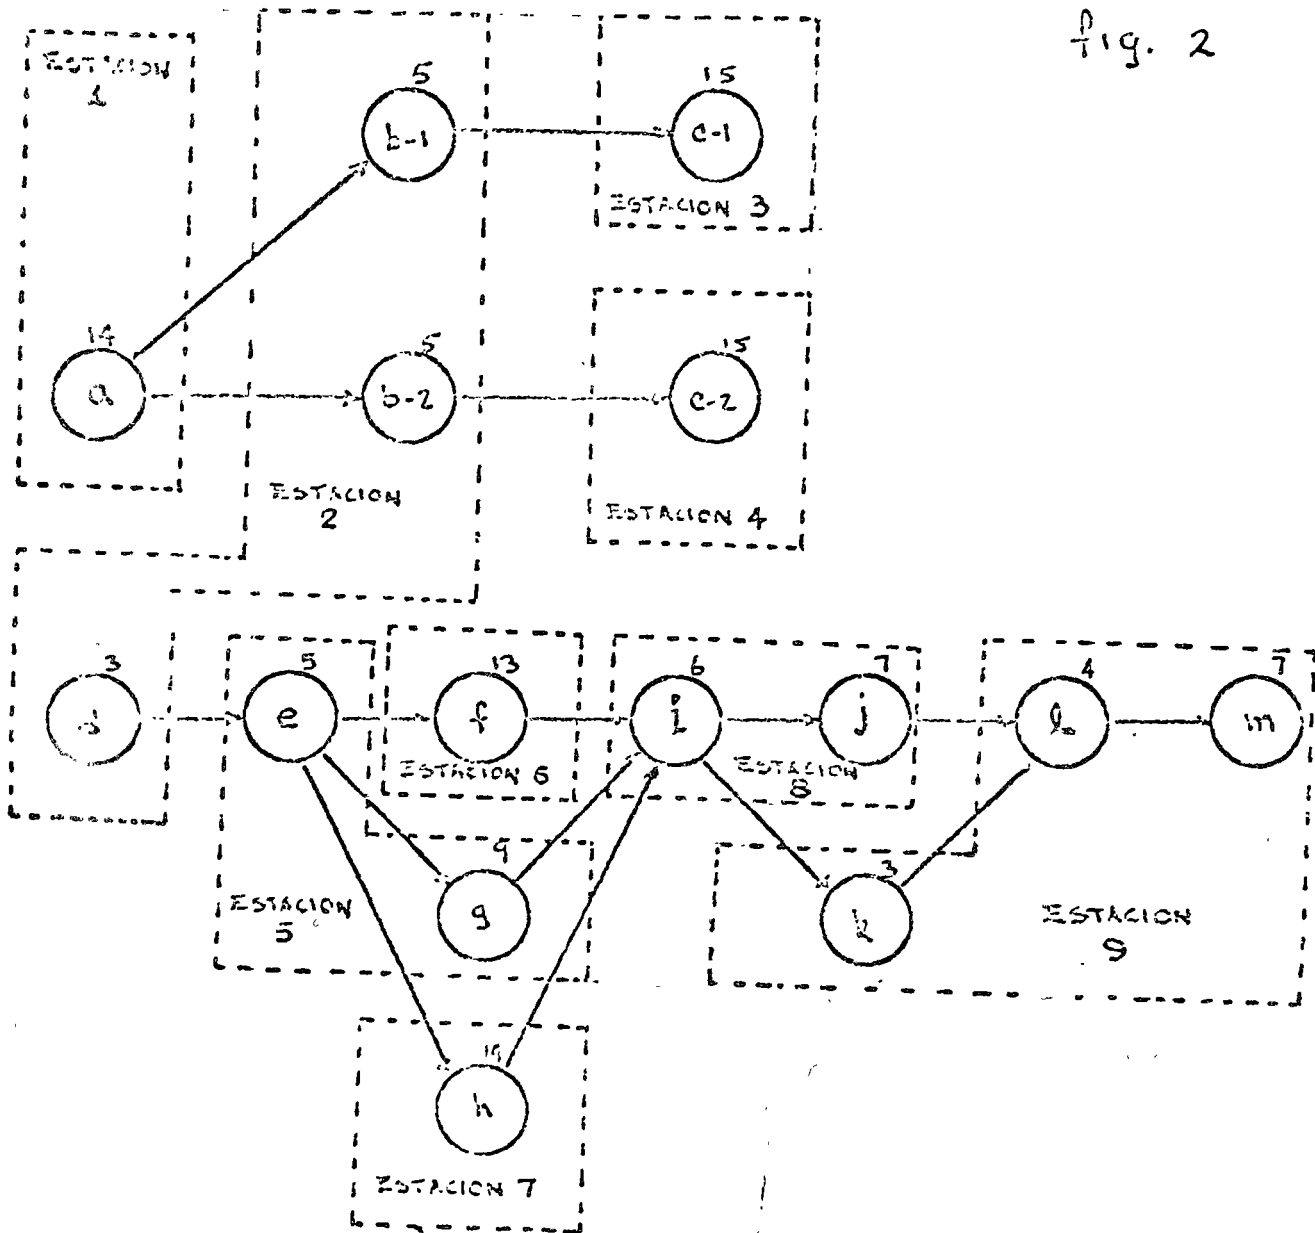 fig. 2
ESTACION
1
5
b-1
15
c-1
ESTACION 3
14
a
5
b-2
15
c-2
ESTACION
2
ESTACION 4
3
d
5
e
13
f
ESTACION 6
6
i
7
j
ESTACION
8
4
7
m
9
g
ESTACION
5
3
k
ESTACION
9
h
ESTACION 7